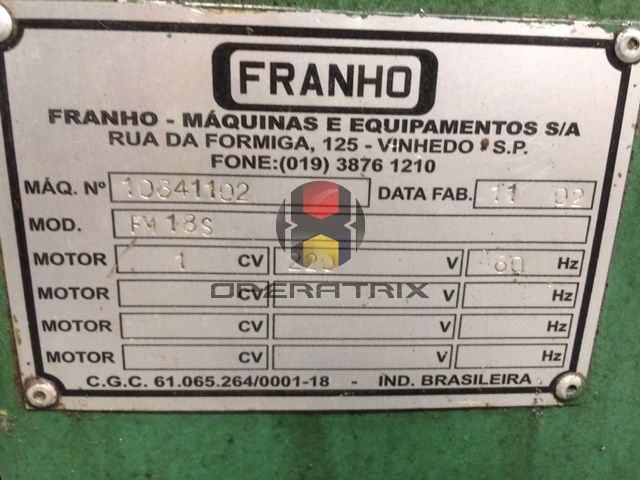 FRANHO
FRANHO - MÁQUINAS E EQUIPAMENTOS S/A
RUA DA FORMIGA, 125 - VINHEDO S.P.
FONE:(019) 3876 1210
MÁQ. Nº 10641102 DATA FAB. 11 02
MOD. FM 18S
MOTOR 1 CV 220 V 60 Hz
MOTOR CV V Hz
OPERATRIX
MOTOR CV V Hz
MOTOR CV V Hz
C.G.C. 61.065.264/0001-18 - IND. BRASILEIRA